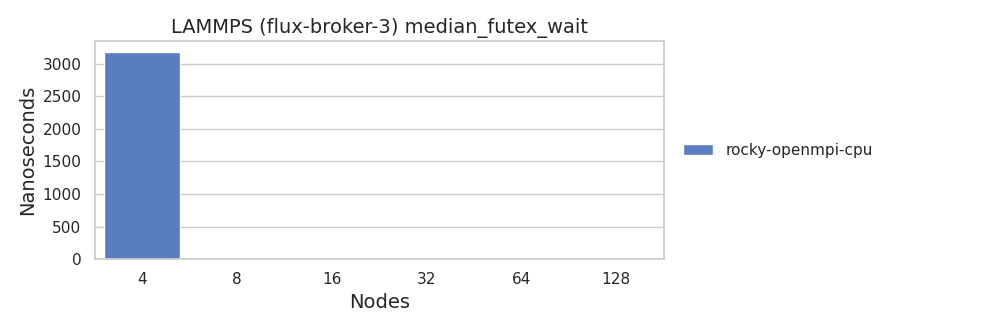 LAMMPS (flux-broker-3) median_futex_wait
Nanoseconds
3000
2500
2000
1500
1000
500
0
4 8 16 32 64 128
Nodes
rocky-openmpi-cpu